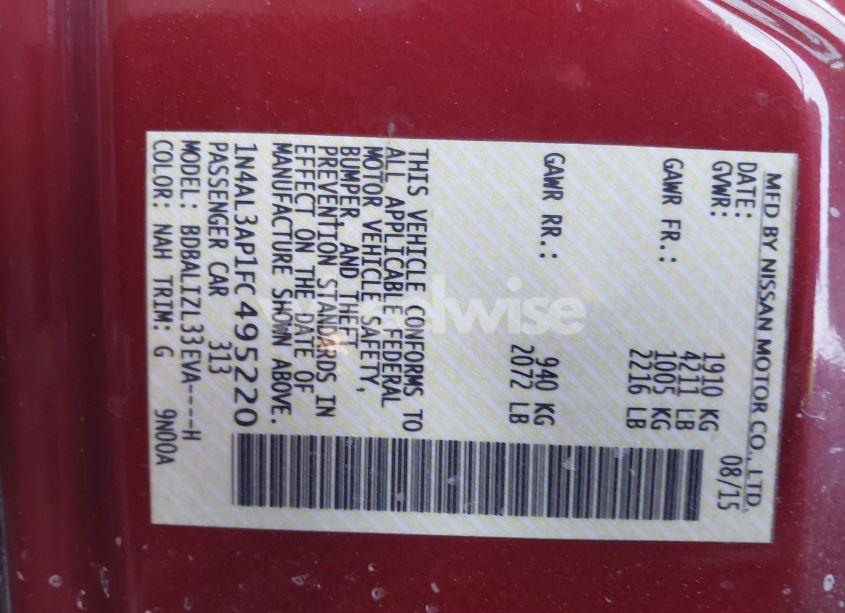 MFD BY NISSAN MOTOR CO., LTD.
DATE: 08/15
GVWR: 1910 KG
4211 LB
GAWR FR.: 1005 KG
2216 LB
GAWR RR.: 940 KG
2072 LB
THIS VEHICLE CONFORMS TO
ALL APPLICABLE FEDERAL
MOTOR VEHICLE SAFETY,
BUMPER, AND THEFT
PREVENTION STANDARDS IN
EFFECT ON THE DATE OF
MANUFACTURE SHOWN ABOVE.
1N4AL3AP1FC495220
PASSENGER CAR 313
MODEL: BDBALIZL33EVA----H
COLOR: NAH TRIM: G 9N00A